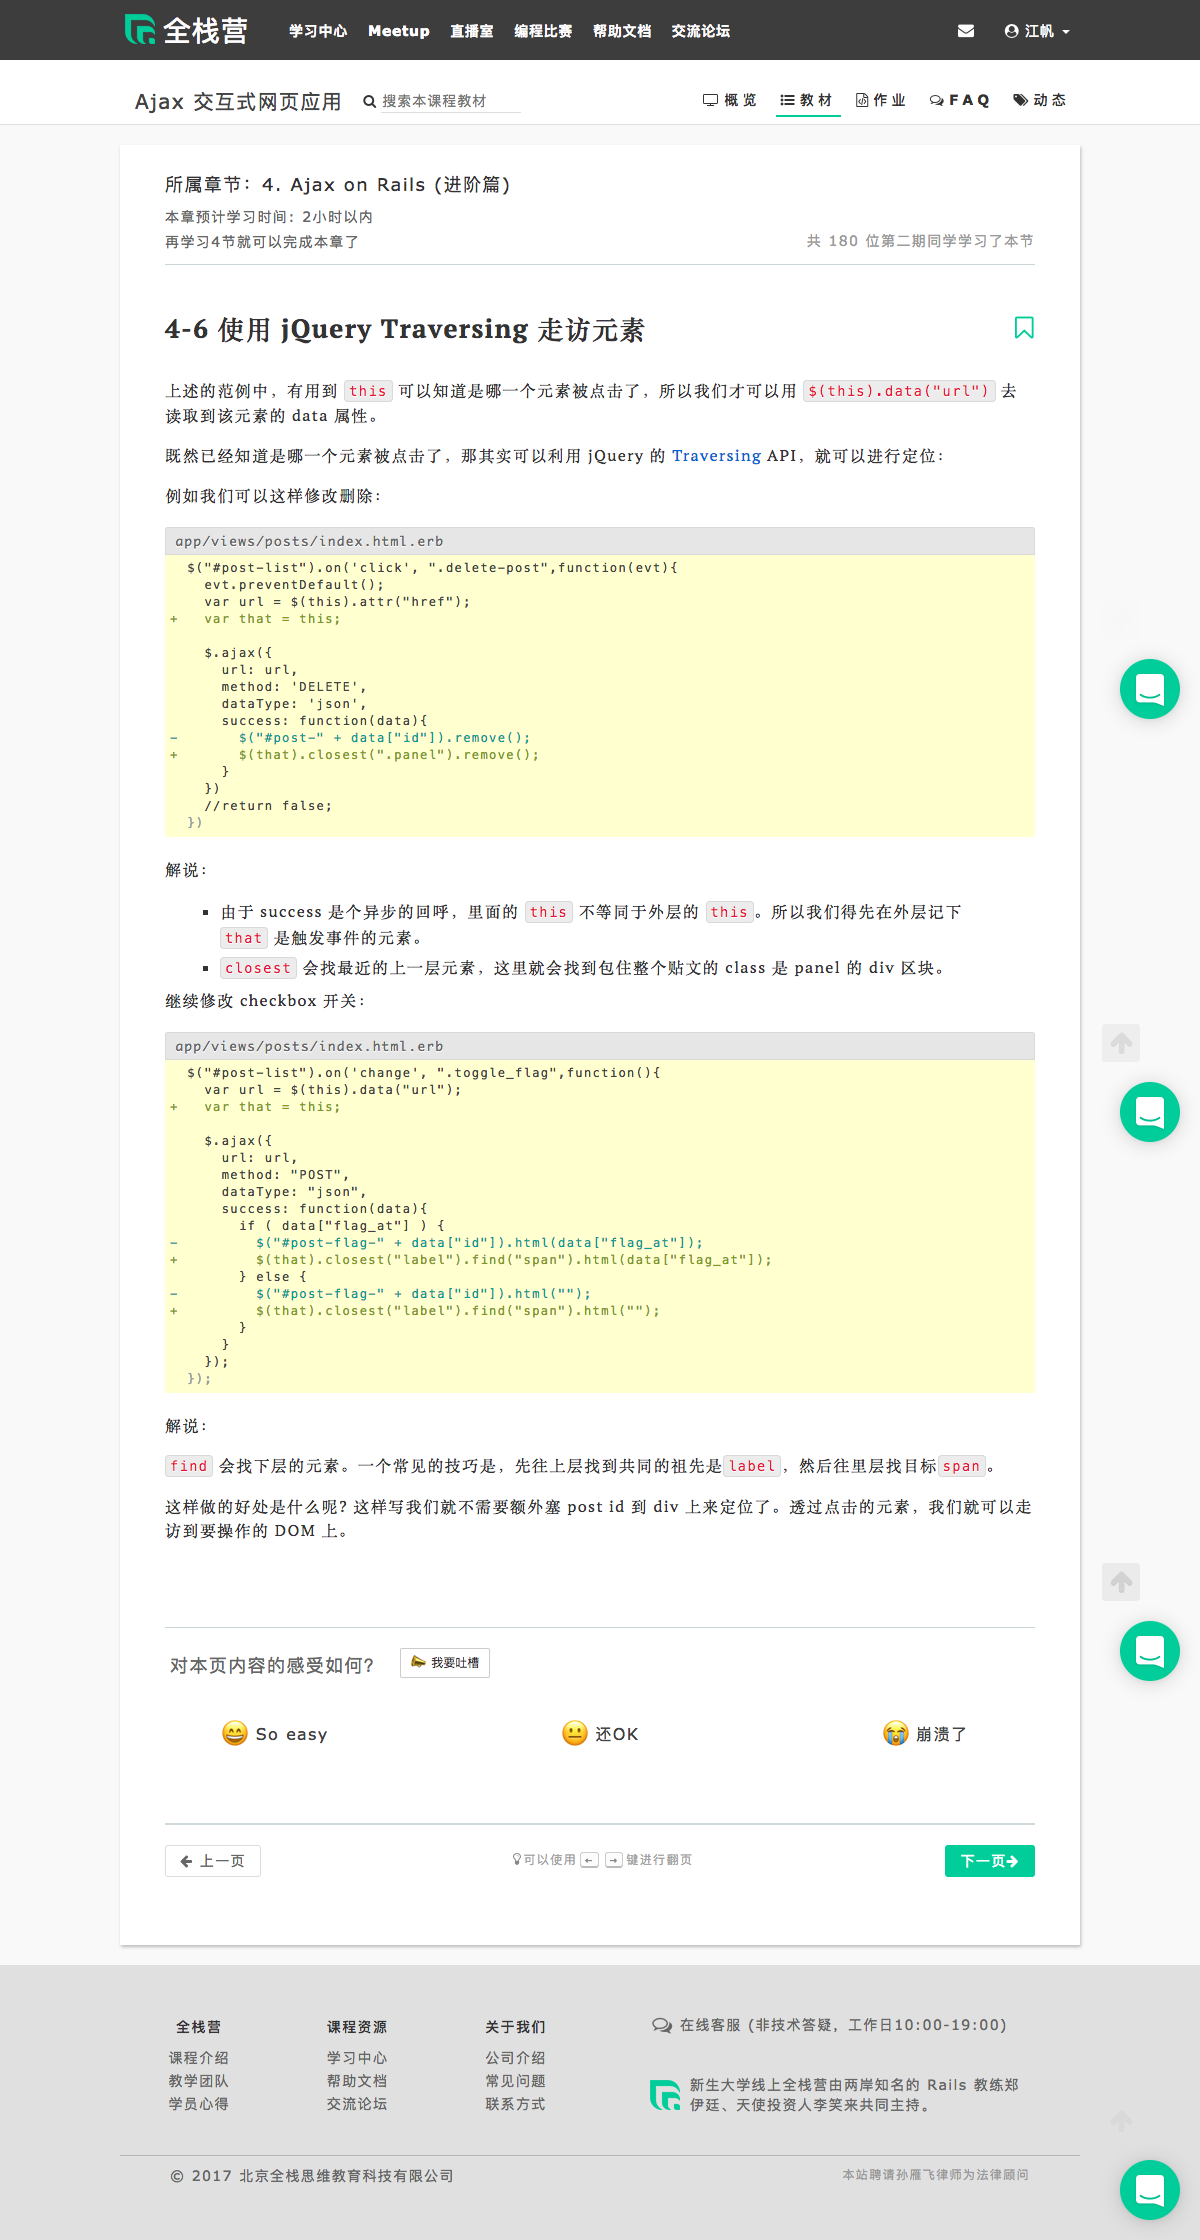 全栈营 学习中心 Meetup 直播室 编程比赛 帮助文档 交流论坛 江帆
Ajax 交互式网页应用 搜索本课程教材 概览 教材 作业 FAQ 动态
所属章节：4. Ajax on Rails (进阶篇)
本章预计学习时间：2小时以内
再学习4节就可以完成本章了
共 180 位第二期同学学习了本节
4-6 使用 jQuery Traversing 走访元素
上述的范例中，有用到 this 可以知道是哪一个元素被点击了，所以我们才可以用 $(this).data("url") 去
读取到该元素的 data 属性。
既然已经知道是哪一个元素被点击了，那其实可以利用 jQuery 的 Traversing API，就可以进行定位：
例如我们可以这样修改删除：
app/views/posts/index.html.erb
  $("#post-list").on('click', ".delete-post",function(evt){
    evt.preventDefault();
    var url = $(this).attr("href");
+   var that = this;

    $.ajax({
      url: url,
      method: 'DELETE',
      dataType: 'json',
      success: function(data){
-       $("#post-" + data["id"]).remove();
+       $(that).closest(".panel").remove();
      }
    })
    //return false;
  })
解说：
▪ 由于 success 是个异步的回呼，里面的 this 不等同于外层的 this。所以我们得先在外层记下
that 是触发事件的元素。
▪ closest 会找最近的上一层元素，这里就会找到包住整个贴文的 class 是 panel 的 div 区块。
继续修改 checkbox 开关：
app/views/posts/index.html.erb
  $("#post-list").on('change', ".toggle_flag",function(){
    var url = $(this).data("url");
+   var that = this;

    $.ajax({
      url: url,
      method: "POST",
      dataType: "json",
      success: function(data){
        if ( data["flag_at"] ) {
-         $("#post-flag-" + data["id"]).html(data["flag_at"]);
+         $(that).closest("label").find("span").html(data["flag_at"]);
        } else {
-         $("#post-flag-" + data["id"]).html("");
+         $(that).closest("label").find("span").html("");
        }
      }
    });
  });
解说：
find 会找下层的元素。一个常见的技巧是，先往上层找到共同的祖先是label，然后往里层找目标span。
这样做的好处是什么呢? 这样写我们就不需要额外塞 post id 到 div 上来定位了。透过点击的元素，我们就可以走
访到要操作的 DOM 上。
对本页内容的感受如何? 我要吐槽
So easy 还OK 崩溃了
← 上一页 可以使用 ← → 键进行翻页 下一页→
全栈营 课程资源 关于我们 在线客服 (非技术答疑，工作日10:00-19:00)
课程介绍 学习中心 公司介绍
教学团队 帮助文档 常见问题
学员心得 交流论坛 联系方式
新生大学线上全栈营由两岸知名的 Rails 教练郑
伊廷、天使投资人李笑来共同主持。
© 2017 北京全栈思维教育科技有限公司 本站聘请孙雁飞律师为法律顾问